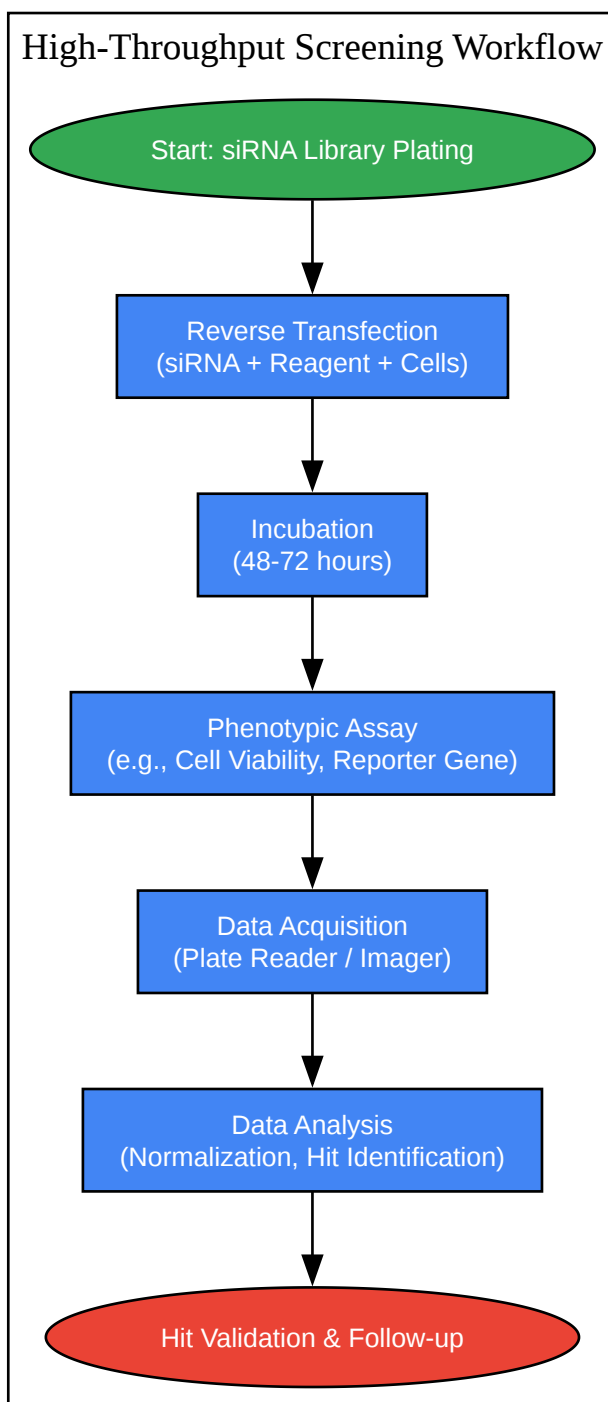 High-Throughput Screening Workflow
Start: siRNA Library Plating
Reverse Transfection
(siRNA + Reagent + Cells)
Incubation
(48-72 hours)
Phenotypic Assay
(e.g., Cell Viability, Reporter Gene)
Data Acquisition
(Plate Reader / Imager)
Data Analysis
(Normalization, Hit Identification)
Hit Validation & Follow-up